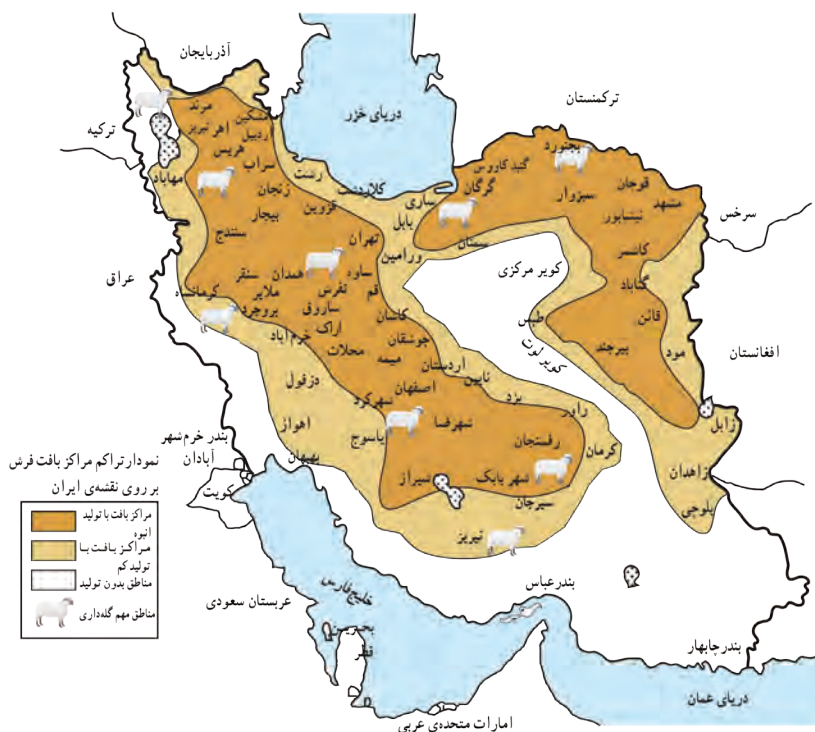 آذربایجان
ترکیه
دریای خزر
ترکمنستان
مرند
مشکین
اهر
تبریز
اردبیل
هریس
سراب
مهاباد
زنجان
رشت
کلاردشت
قزوین
بیجار
سنندج
تهران
ساری
بابل
ورامین
سمنان
گرگان
گنبد کاووس
بجنورد
قوچان
مشهد
سبزوار
نیشابور
کاشمر
سرخس
گناباد
قائن
طبس
بیرجند
مود
افغانستان
کویر مرکزی
کویر لوت
عراق
کرمانشاه
سنقر
همدان
ملایر
بروجرد
ساوه
تفرش
قم
ساروق
اراک
خرم آباد
محلات
کاشان
جوشقان
میمه
اردستان
نایین
اصفهان
یزد
دزفول
شهرکرد
اهواز
یاسوج
شهرضا
راور
رفسنجان
کرمان
بهبهان
شیراز
شهر بابک
سیرجان
نیریز
زابل
زاهدان
بلوچی
بندر خرم شهر
آبادان
کویت
خلیج فارس
بحرین
قطر
عربستان سعودی
بندرعباس
بندر چابهار
دریای عمان
امارات متحده‌ی عربی
نمودار تراکم مراکز بافت فرش
بر روی نقشه‌ی ایران
مراکز بافت با تولید
انبوه
مراکز بافت با
تولید کم
مناطق بدون تولید
مناطق مهم گله‌داری